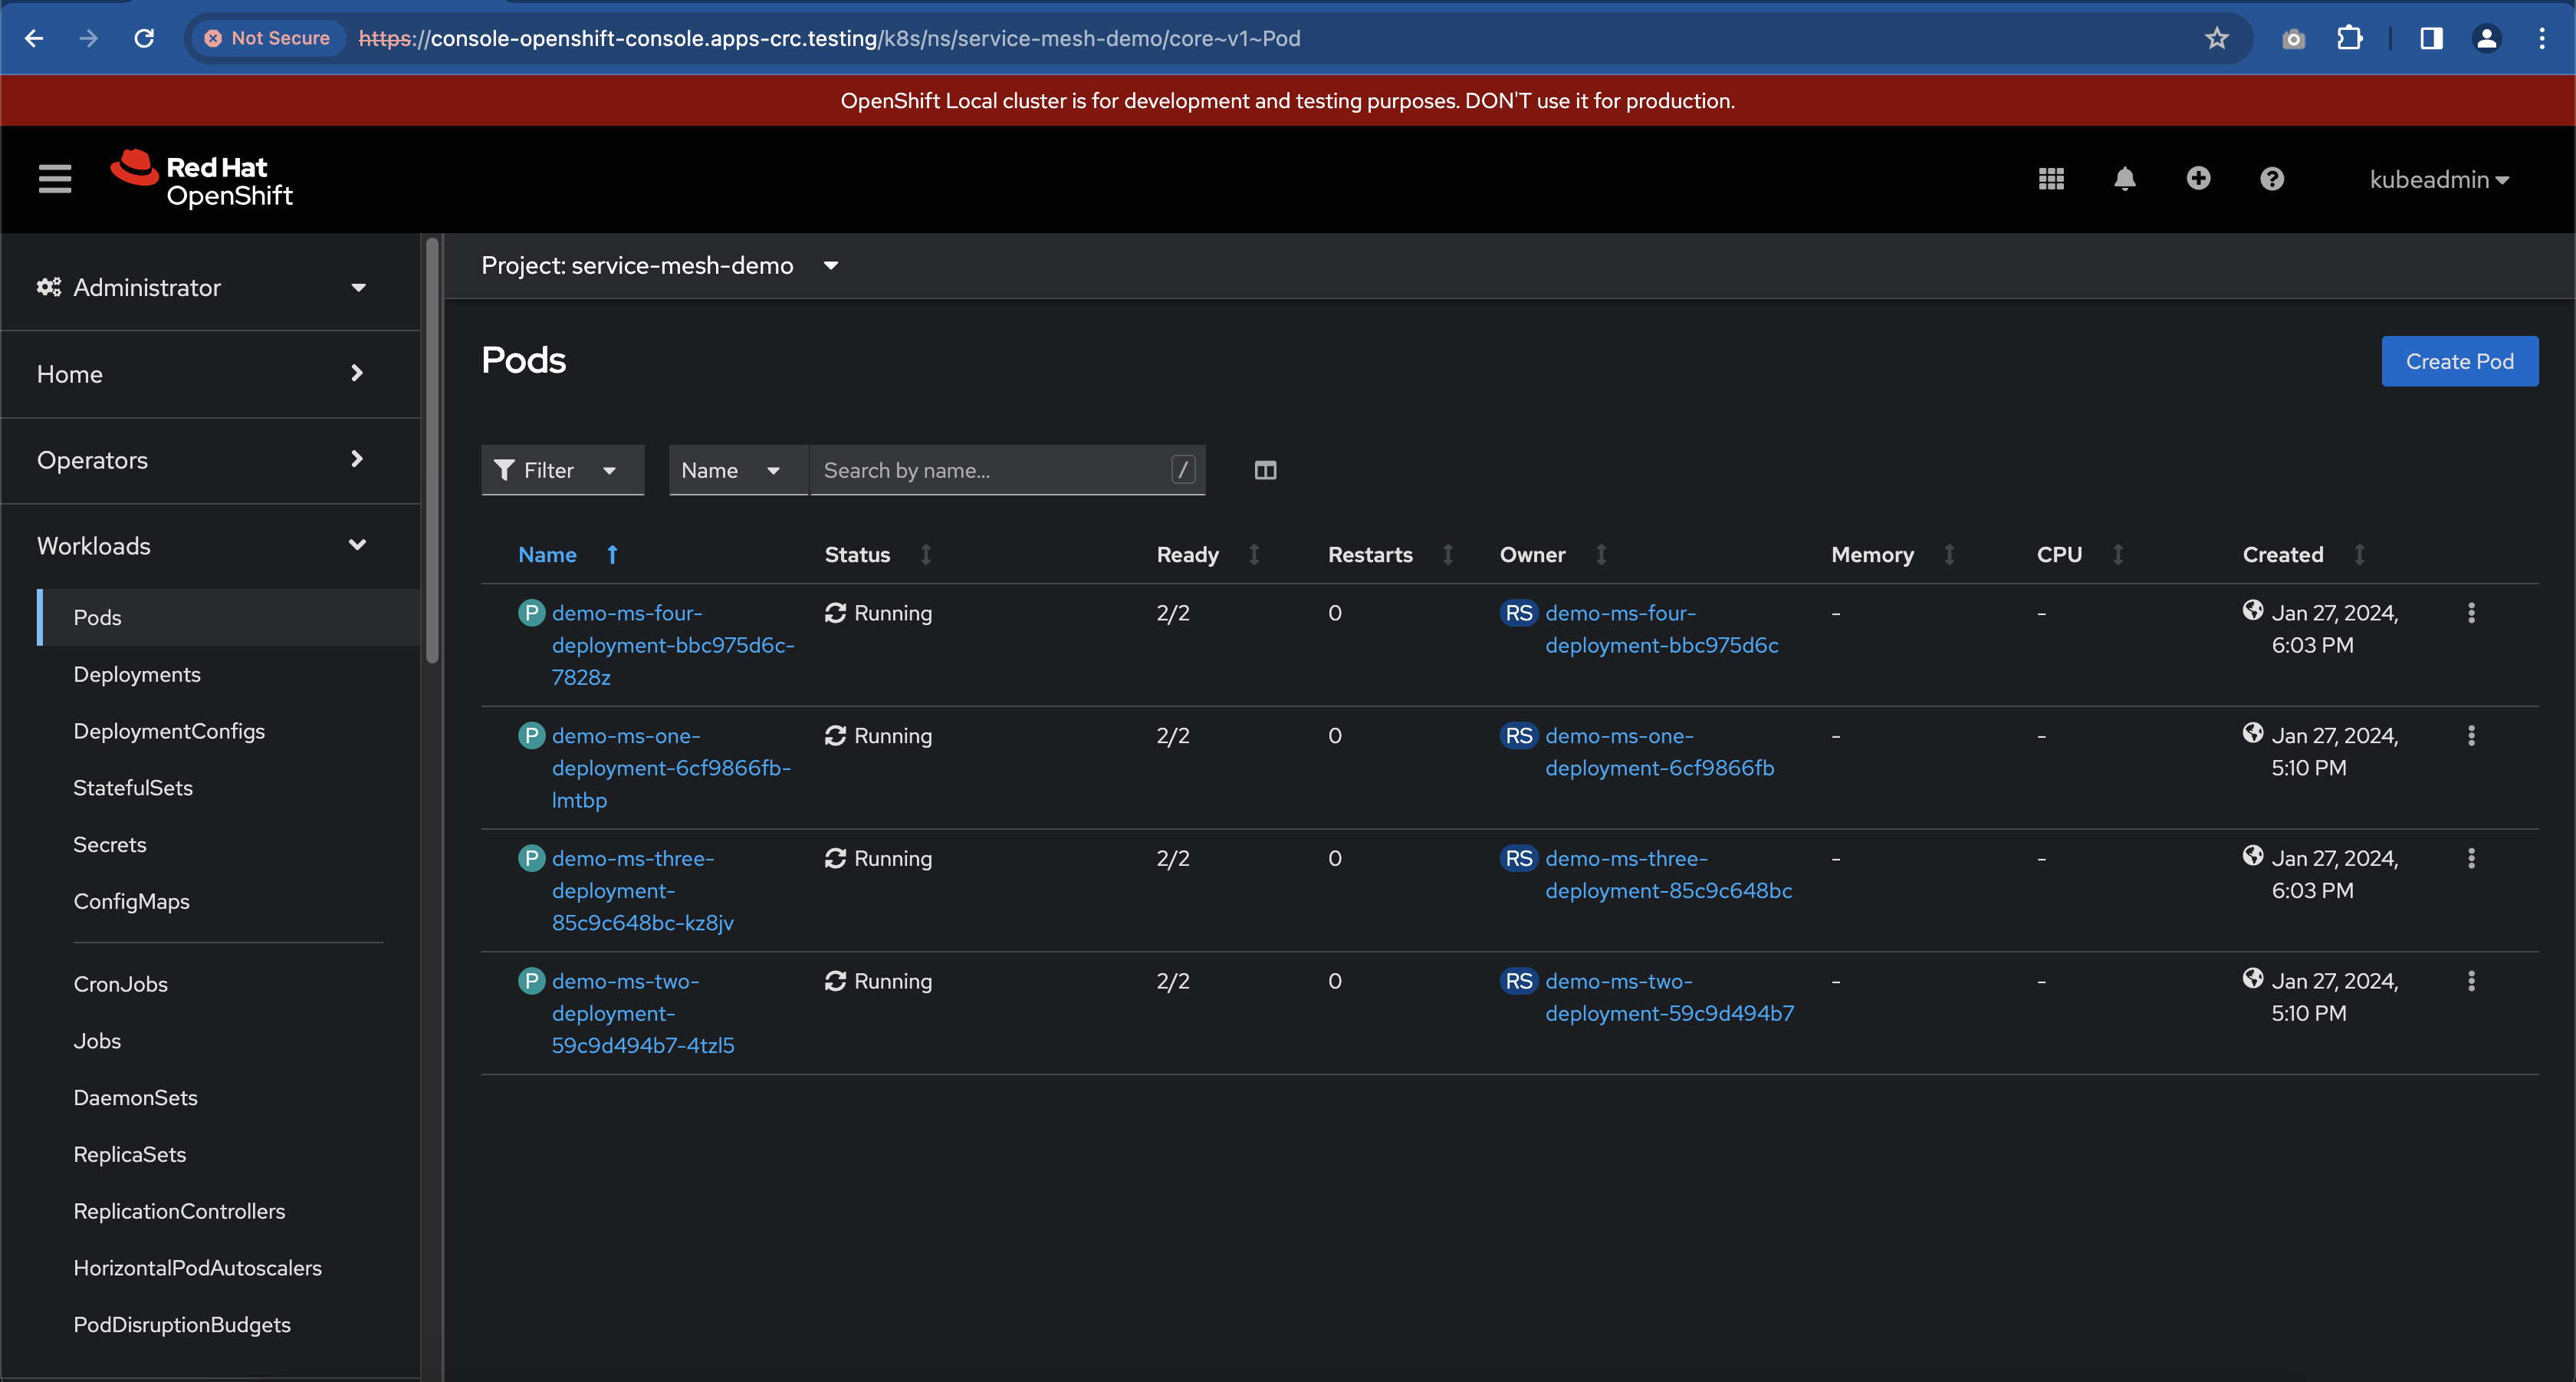 Not Secure https://console-openshift-console.apps-crc.testing/k8s/ns/service-mesh-demo/core~v1~Pod
OpenShift Local cluster is for development and testing purposes. DON'T use it for production.
Red Hat
OpenShift
kubeadmin
Administrator
Home
Operators
Workloads
Pods
Deployments
DeploymentConfigs
StatefulSets
Secrets
ConfigMaps
CronJobs
Jobs
DaemonSets
ReplicaSets
ReplicationControllers
HorizontalPodAutoscalers
PodDisruptionBudgets
Project: service-mesh-demo
Pods
Create Pod
Filter Name Search by name... /
Name Status Ready Restarts Owner Memory CPU Created
P demo-ms-four- Running 2/2 0 RS demo-ms-four- - - Jan 27, 2024,
deployment-bbc975d6c- deployment-bbc975d6c 6:03 PM
7828z
P demo-ms-one- Running 2/2 0 RS demo-ms-one- - - Jan 27, 2024,
deployment-6cf9866fb- deployment-6cf9866fb 5:10 PM
lmtbp
P demo-ms-three- Running 2/2 0 RS demo-ms-three- - - Jan 27, 2024,
deployment- deployment-85c9c648bc 6:03 PM
85c9c648bc-kz8jv
P demo-ms-two- Running 2/2 0 RS demo-ms-two- - - Jan 27, 2024,
deployment- deployment-59c9d494b7 5:10 PM
59c9d494b7-4tzl5